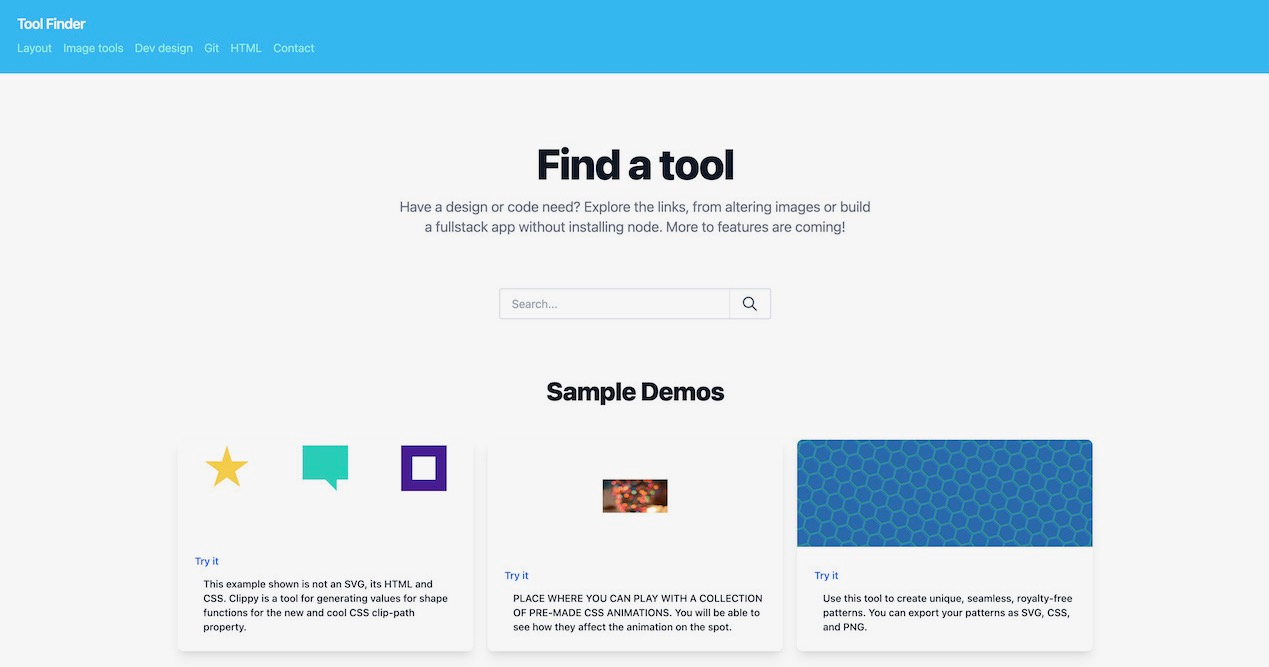 Tool Finder
Layout Image tools Dev design Git HTML Contact
Find a tool
Have a design or code need? Explore the links, from altering images or build
a fullstack app without installing node. More to features are coming!
Search...
Sample Demos
Try it
This example shown is not an SVG, its HTML and
CSS. Clippy is a tool for generating values for shape
functions for the new and cool CSS clip-path
property.
Try it
PLACE WHERE YOU CAN PLAY WITH A COLLECTION
OF PRE-MADE CSS ANIMATIONS. You will be able to
see how they affect the animation on the spot.
Try it
Use this tool to create unique, seamless, royalty-free
patterns. You can export your patterns as SVG, CSS,
and PNG.